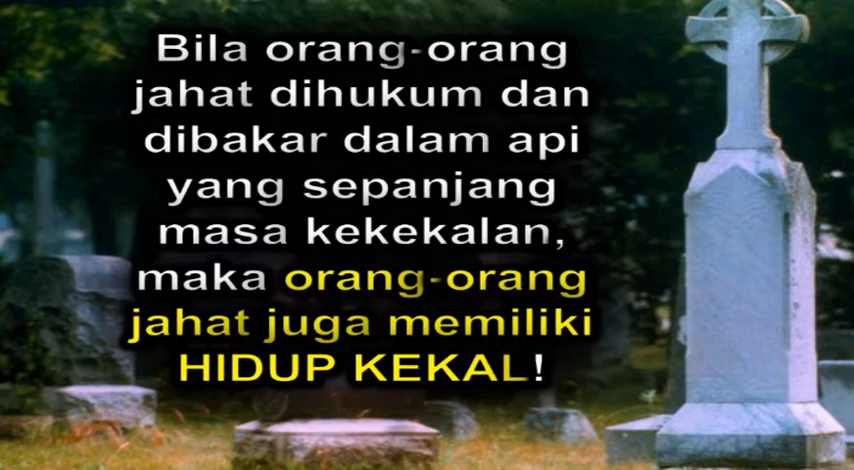 Bila orang-orang
jahat dihukum dan
dibakar dalam api
yang sepanjang
masa kekekalan,
maka orang-orang
jahat juga memiliki
HIDUP KEKAL!